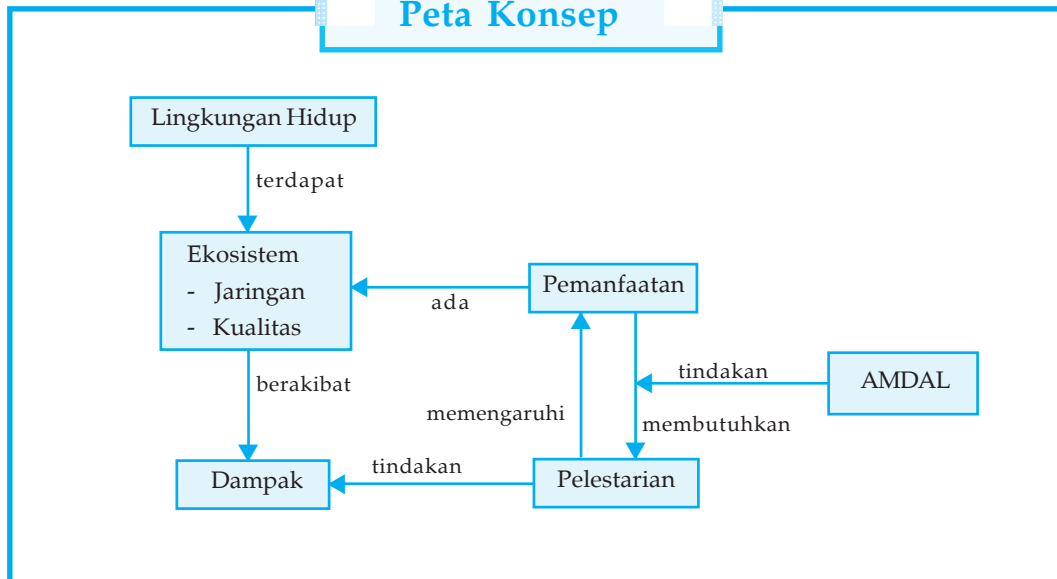 Peta Konsep
Lingkungan Hidup
terdapat
Ekosistem
- Jaringan
- Kualitas
ada
Pemanfaatan
berakibat
tindakan
AMDAL
memengaruhi
membutuhkan
Dampak
tindakan
Pelestarian